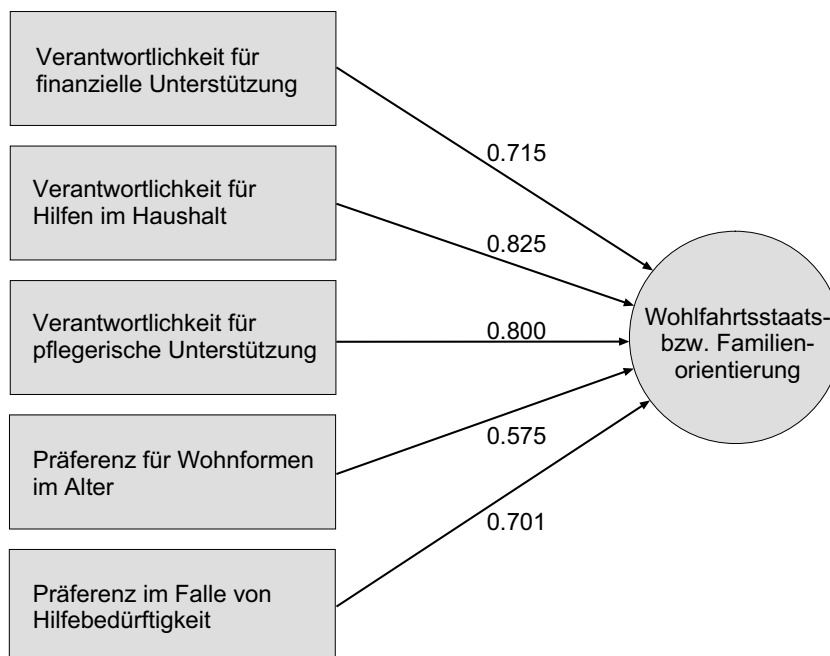 Verantwortlichkeit für
finanzielle Unterstützung
0.715
Verantwortlichkeit für
Hilfen im Haushalt
0.825
Verantwortlichkeit für
pflegerische Unterstützung
0.800
Wohlfahrtsstaats-
bzw. Familien-
orientierung
Präferenz für Wohnformen
im Alter
0.575
Präferenz im Falle von
Hilfebedürftigkeit
0.701